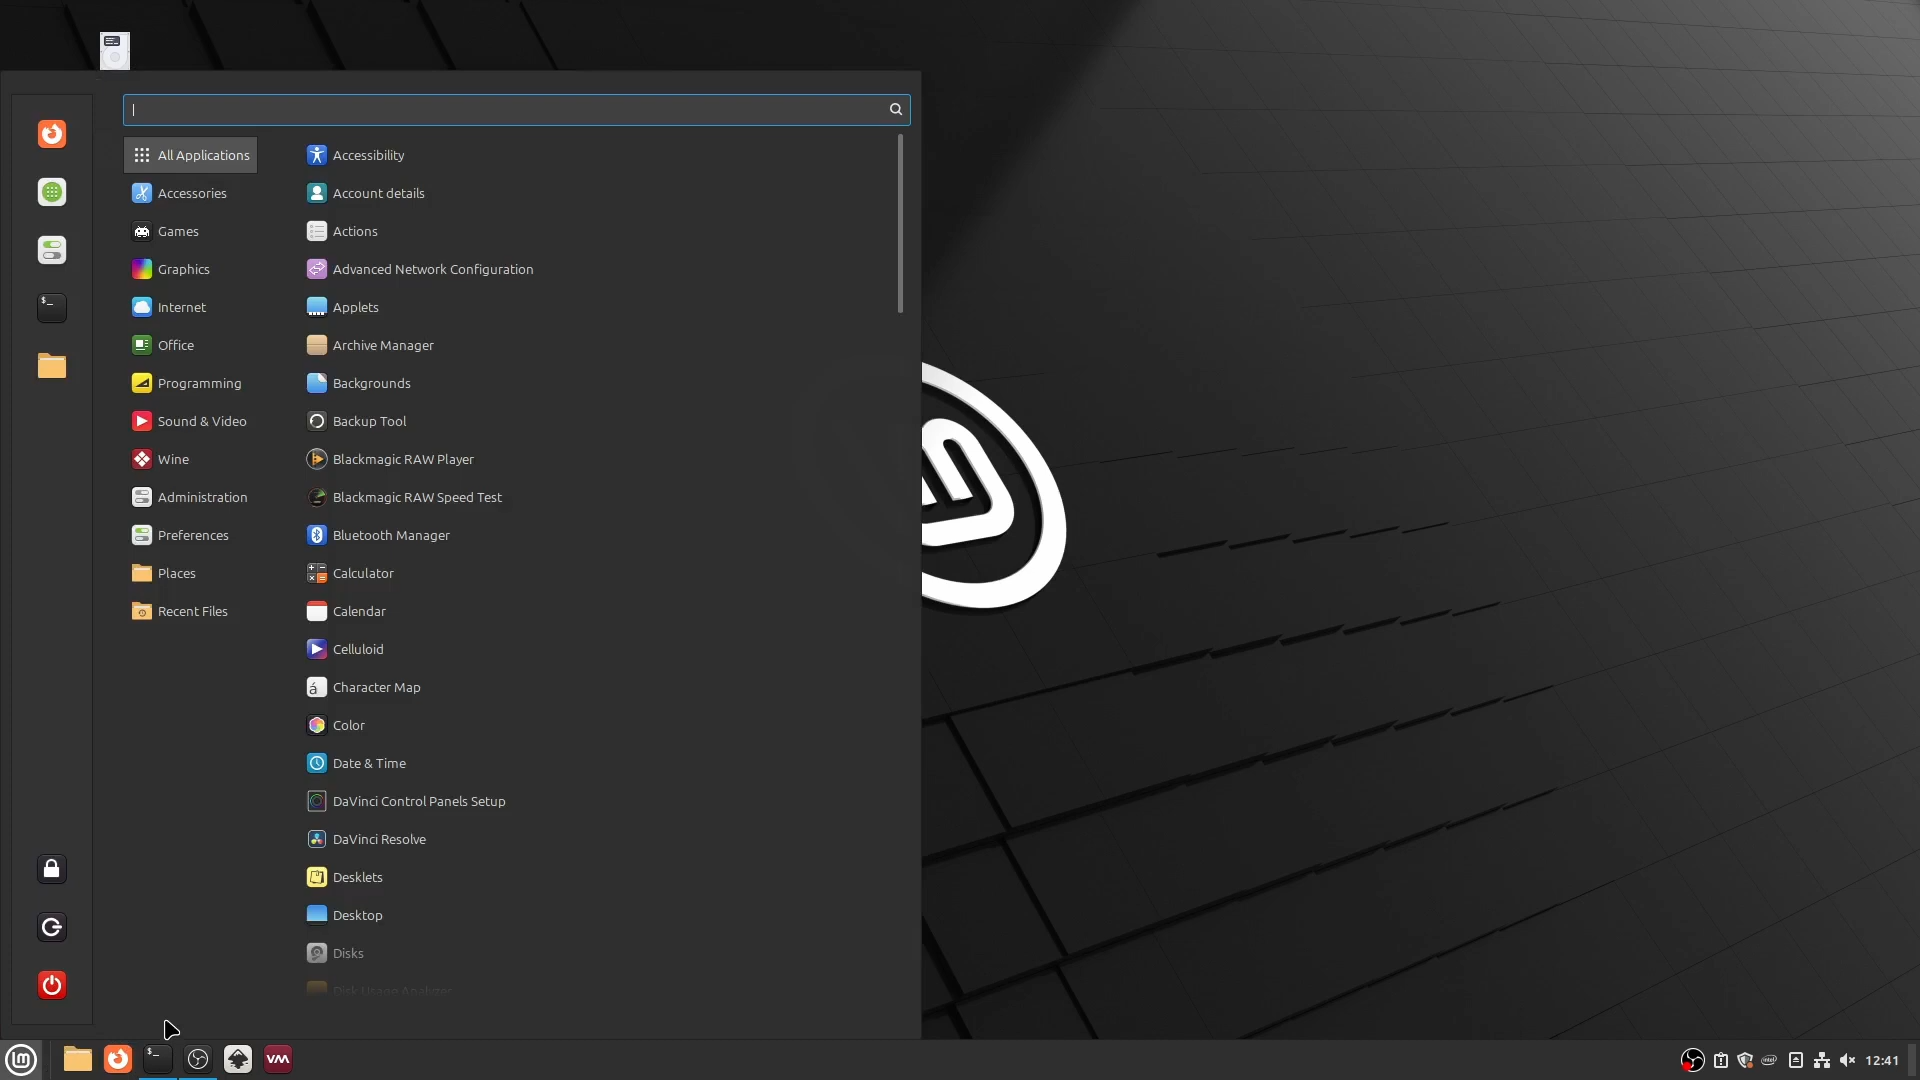 All Applications
Accessories
Games
Graphics
Internet
Office
Programming
Sound & Video
Wine
Administration
Preferences
Places
Recent Files
Accessibility
Account details
Actions
Advanced Network Configuration
Applets
Archive Manager
Backgrounds
Backup Tool
Blackmagic RAW Player
Blackmagic RAW Speed Test
Bluetooth Manager
Calculator
Calendar
Celluloid
Character Map
Color
Date & Time
DaVinci Control Panels Setup
DaVinci Resolve
Desklets
Desktop
Disks
Disk Usage Analyzer
12:41